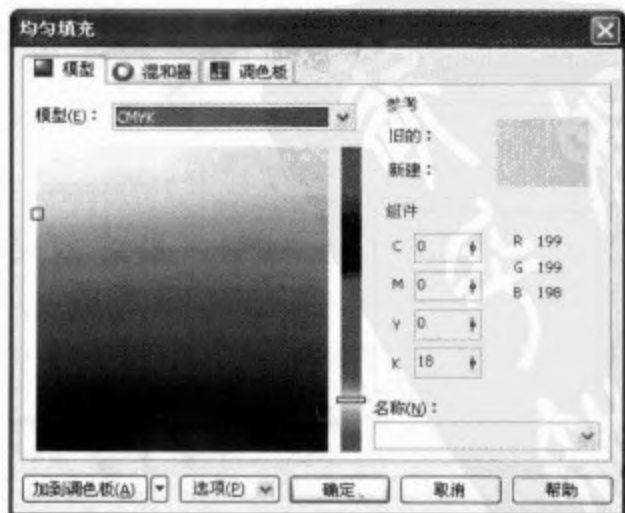 均匀填充
模型 混和器 调色板
模型(E)： CMYK
参考
旧的：
新建：
组件
C 0 R 199
M 0 G 199
Y 0 B 198
K 18
名称(N)：
加到调色板(A) 选项(P) 确定 取消 帮助